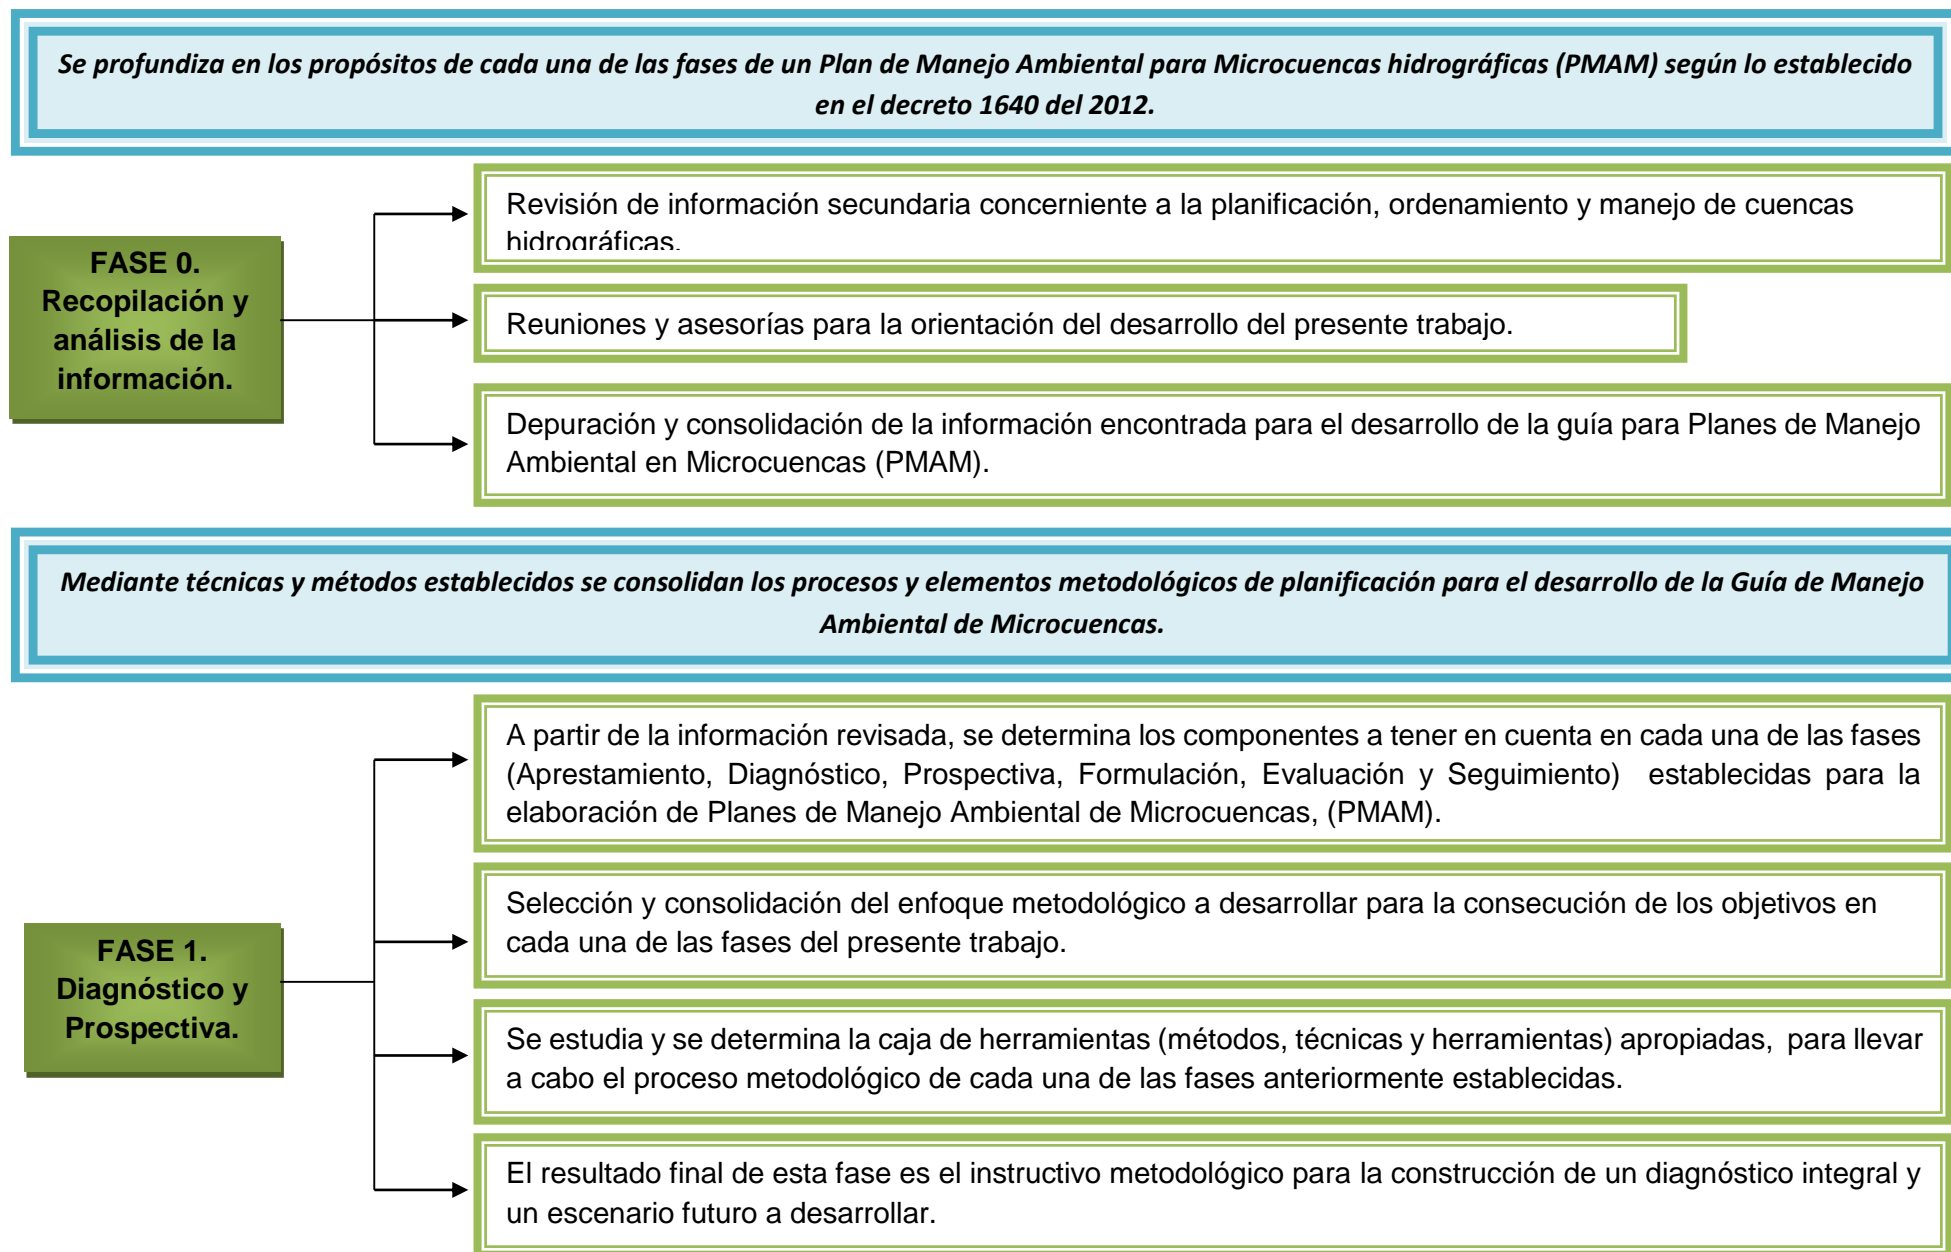 Se profundiza en los propósitos de cada una de las fases de un Plan de Manejo Ambiental para Microcuencas hidrográficas (PMAM) según lo establecido
en el decreto 1640 del 2012.
FASE 0.
Recopilación y
análisis de la
información.
Revisión de información secundaria concerniente a la planificación, ordenamiento y manejo de cuencas
hidrográficas.
Reuniones y asesorías para la orientación del desarrollo del presente trabajo.
Depuración y consolidación de la información encontrada para el desarrollo de la guía para Planes de Manejo
Ambiental en Microcuencas (PMAM).
Mediante técnicas y métodos establecidos se consolidan los procesos y elementos metodológicos de planificación para el desarrollo de la Guía de Manejo
Ambiental de Microcuencas.
FASE 1.
Diagnóstico y
Prospectiva.
A partir de la información revisada, se determina los componentes a tener en cuenta en cada una de las fases
(Aprestamiento, Diagnóstico, Prospectiva, Formulación, Evaluación y Seguimiento) establecidas para la
elaboración de Planes de Manejo Ambiental de Microcuencas, (PMAM).
Selección y consolidación del enfoque metodológico a desarrollar para la consecución de los objetivos en
cada una de las fases del presente trabajo.
Se estudia y se determina la caja de herramientas (métodos, técnicas y herramientas) apropiadas, para llevar
a cabo el proceso metodológico de cada una de las fases anteriormente establecidas.
El resultado final de esta fase es el instructivo metodológico para la construcción de un diagnóstico integral y
un escenario futuro a desarrollar.